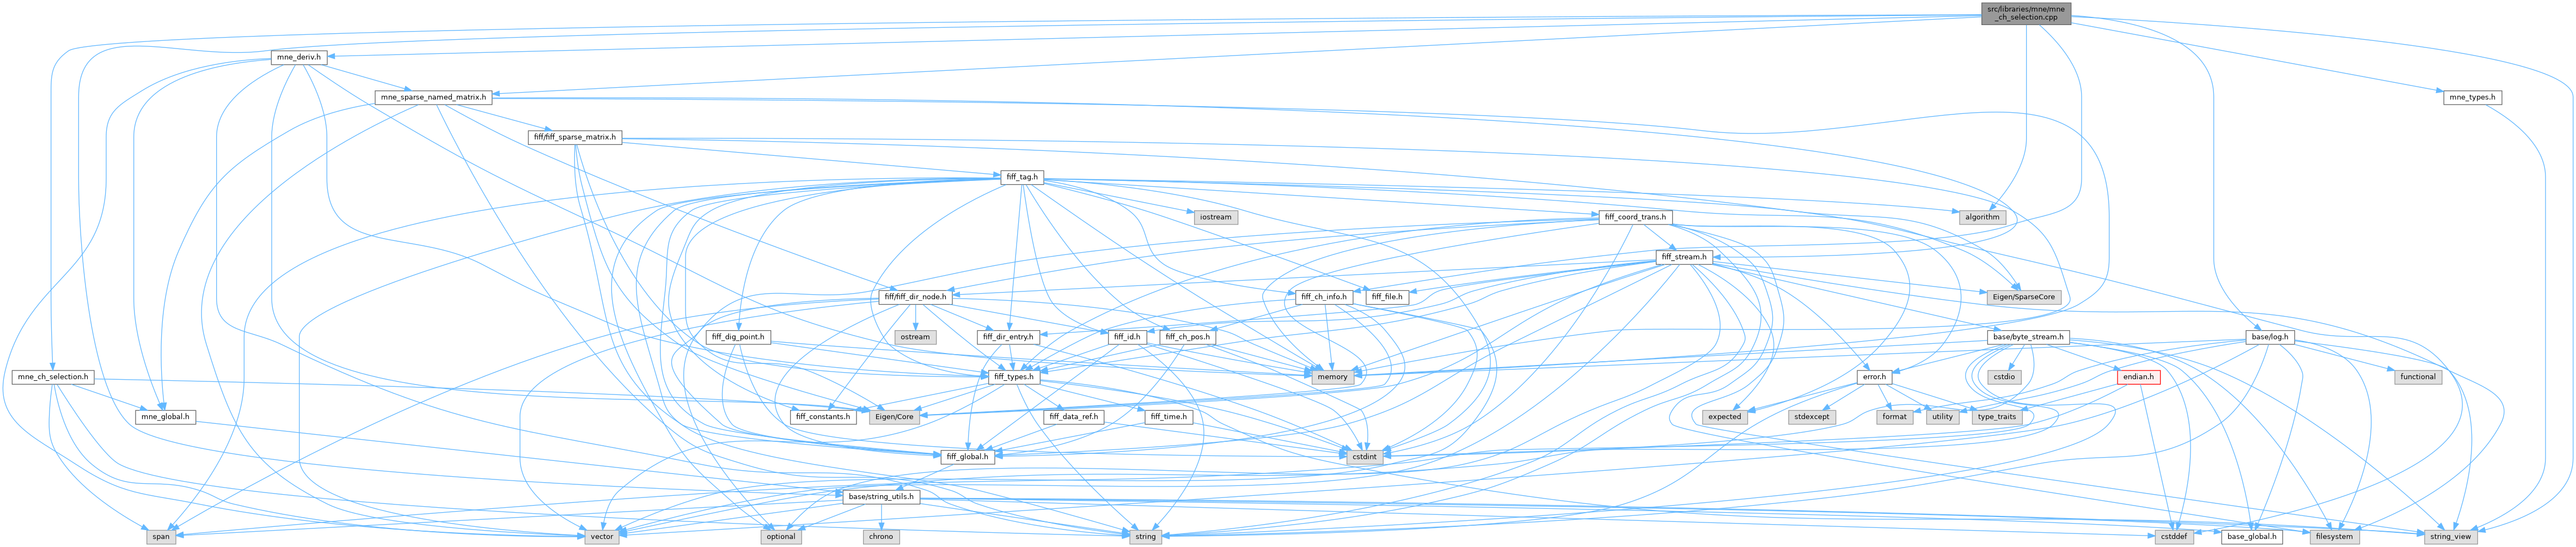 src/libraries/mne/mne
_ch_selection.cpp
mne_deriv.h
mne_sparse_named_matrix.h
mne_types.h
fiff/fiff_sparse_matrix.h
fiff_tag.h
iostream
fiff_coord_trans.h
algorithm
fiff_stream.h
fiff/fiff_dir_node.h
fiff_ch_info.h
fiff_file.h
Eigen/SparseCore
fiff_dig_point.h
ostream
fiff_dir_entry.h
fiff_id.h
fiff_ch_pos.h
base/byte_stream.h
base/log.h
mne_ch_selection.h
fiff_types.h
memory
error.h
cstdio
endian.h
functional
mne_global.h
fiff_constants.h
Eigen/Core
fiff_data_ref.h
fiff_time.h
expected
stdexcept
format
utility
type_traits
fiff_global.h
cstdint
base/string_utils.h
span
vector
optional
chrono
string
cstddef
base_global.h
filesystem
string_view